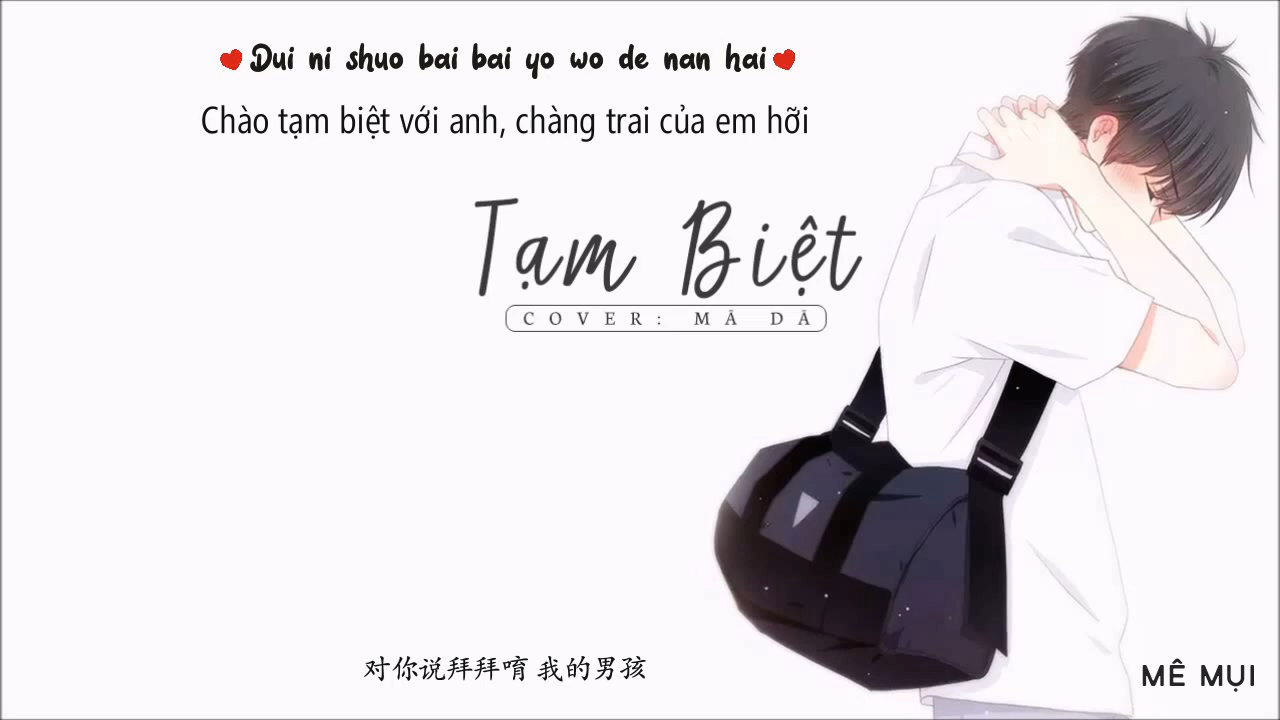 Dui ni shuo bai bai yo wo de nan hai
Chào tạm biệt với anh, chàng trai của em hỡi
Tạm Biệt
COVER: MÃ DÃ
对你说拜拜唷 我的男孩
MÊ MỤI